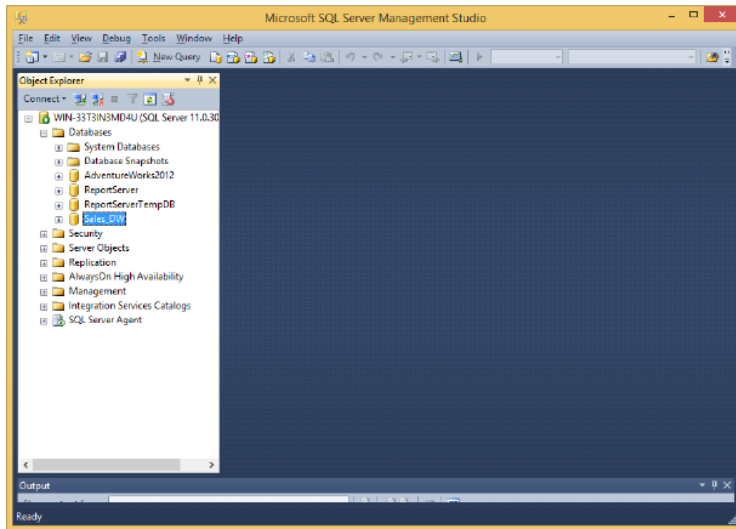 Microsoft SQL Server Management Studio
File Edit View Debug Tools Window Help
New Query
Object Explorer
Connect
WIN-33T3IN3MD4U (SQL Server 11.0.30
Databases
System Databases
Database Snapshots
AdventureWorks2012
ReportServer
ReportServerTempDB
Sales_DW
Security
Server Objects
Replication
AlwaysOn High Availability
Management
Integration Services Catalogs
SQL Server Agent
Output
Ready